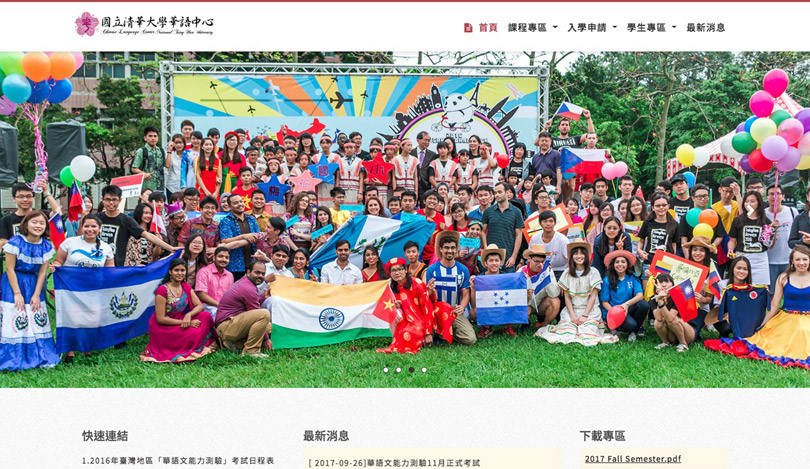 國立清華大學華語中心
Chinese Language Center National Tsing Hua University
首頁 課程專區 入學申請 學生專區 最新消息
快速連結
1.2016年臺灣地區「華語文能力測驗」考試日程表
最新消息
[ 2017-09-26]華語文能力測驗11月正式考試
下載專區
2017 Fall Semester.pdf